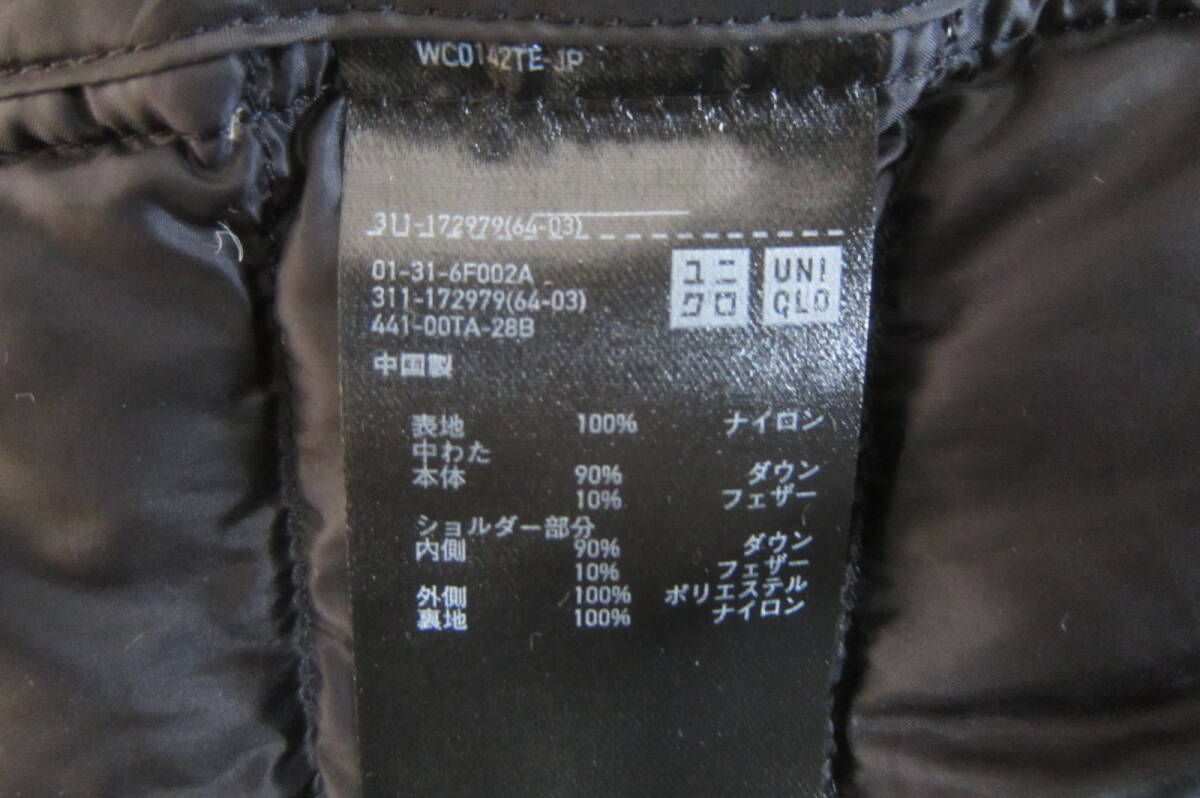 WC0142TE JP
311-172979(64-03)
01-31-6F002A
311-172979(64-03)
441-00TA-28B
ユニ
クロ
UNI
QLO
中国製
表地 100% ナイロン
中わた
本体 90% ダウン
10% フェザー
ショルダー部分
内側 90% ダウン
10% フェザー
外側 100% ポリエステル
裏地 100% ナイロン